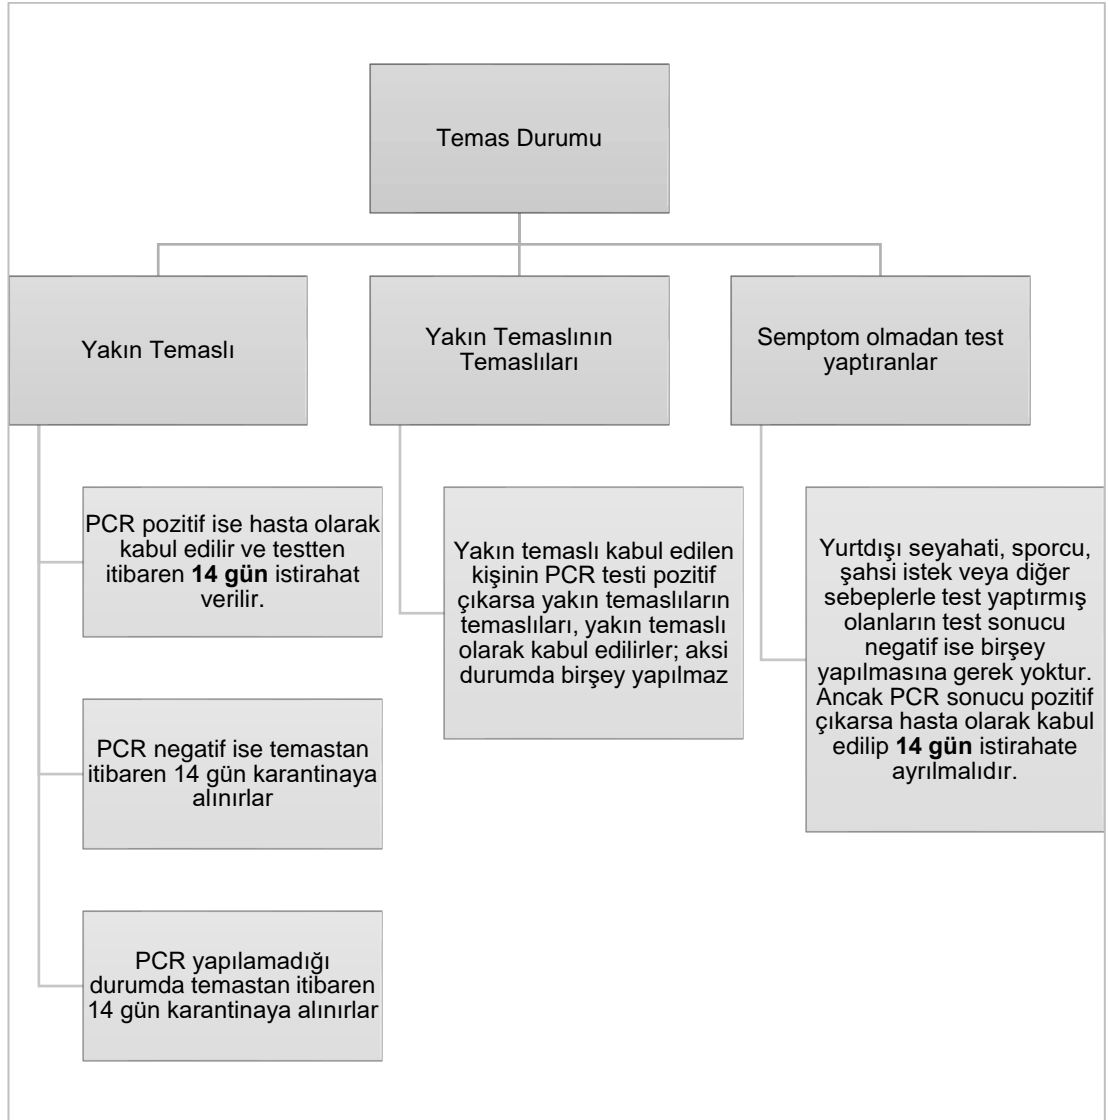 Temas Durumu
Yakın Temaslı
PCR pozitif ise hasta olarak
kabul edilir ve testten
itibaren 14 gün istirahat
verilir.
PCR negatif ise temastan
itibaren 14 gün karantinaya
alınırlar
PCR yapılamadığı
durumda temastan itibaren
14 gün karantinaya alınırlar
Yakın Temaslının
Temaslıları
Yakın temaslı kabul edilen
kişinin PCR testi pozitif
çıkarsa yakın temaslıların
temaslıları, yakın temaslı
olarak kabul edilirler; aksi
durumda birşey yapılmaz
Semptom olmadan test
yaptıranlar
Yurtdışı seyahati, sporcu,
şahsi istek veya diğer
sebeplerle test yaptırmış
olanların test sonucu
negatif ise birşey
yapılmasına gerek yoktur.
Ancak PCR sonucu pozitif
çıkarsa hasta olarak kabul
edilip 14 gün istirahate
ayrılmalıdır.